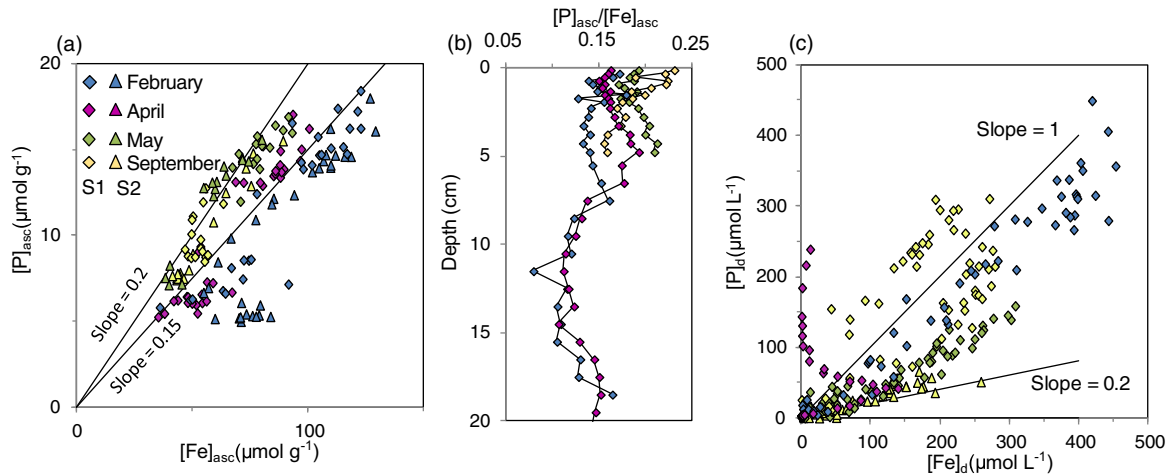 (a)
20
10
0
0
50
100
[P]asc(µmol g-1)
[Fe]asc(µmol g-1)
February
April
May
September
S1 S2
Slope = 0.2
Slope = 0.15
(b)
[P]asc/[Fe]asc
0.05
0.15
0.25
0
5
10
15
20
Depth (cm)
(c)
500
400
300
200
100
0
0
100
200
300
400
500
[P]d(µmol L-1)
[Fe]d(µmol L-1)
Slope = 1
Slope = 0.2